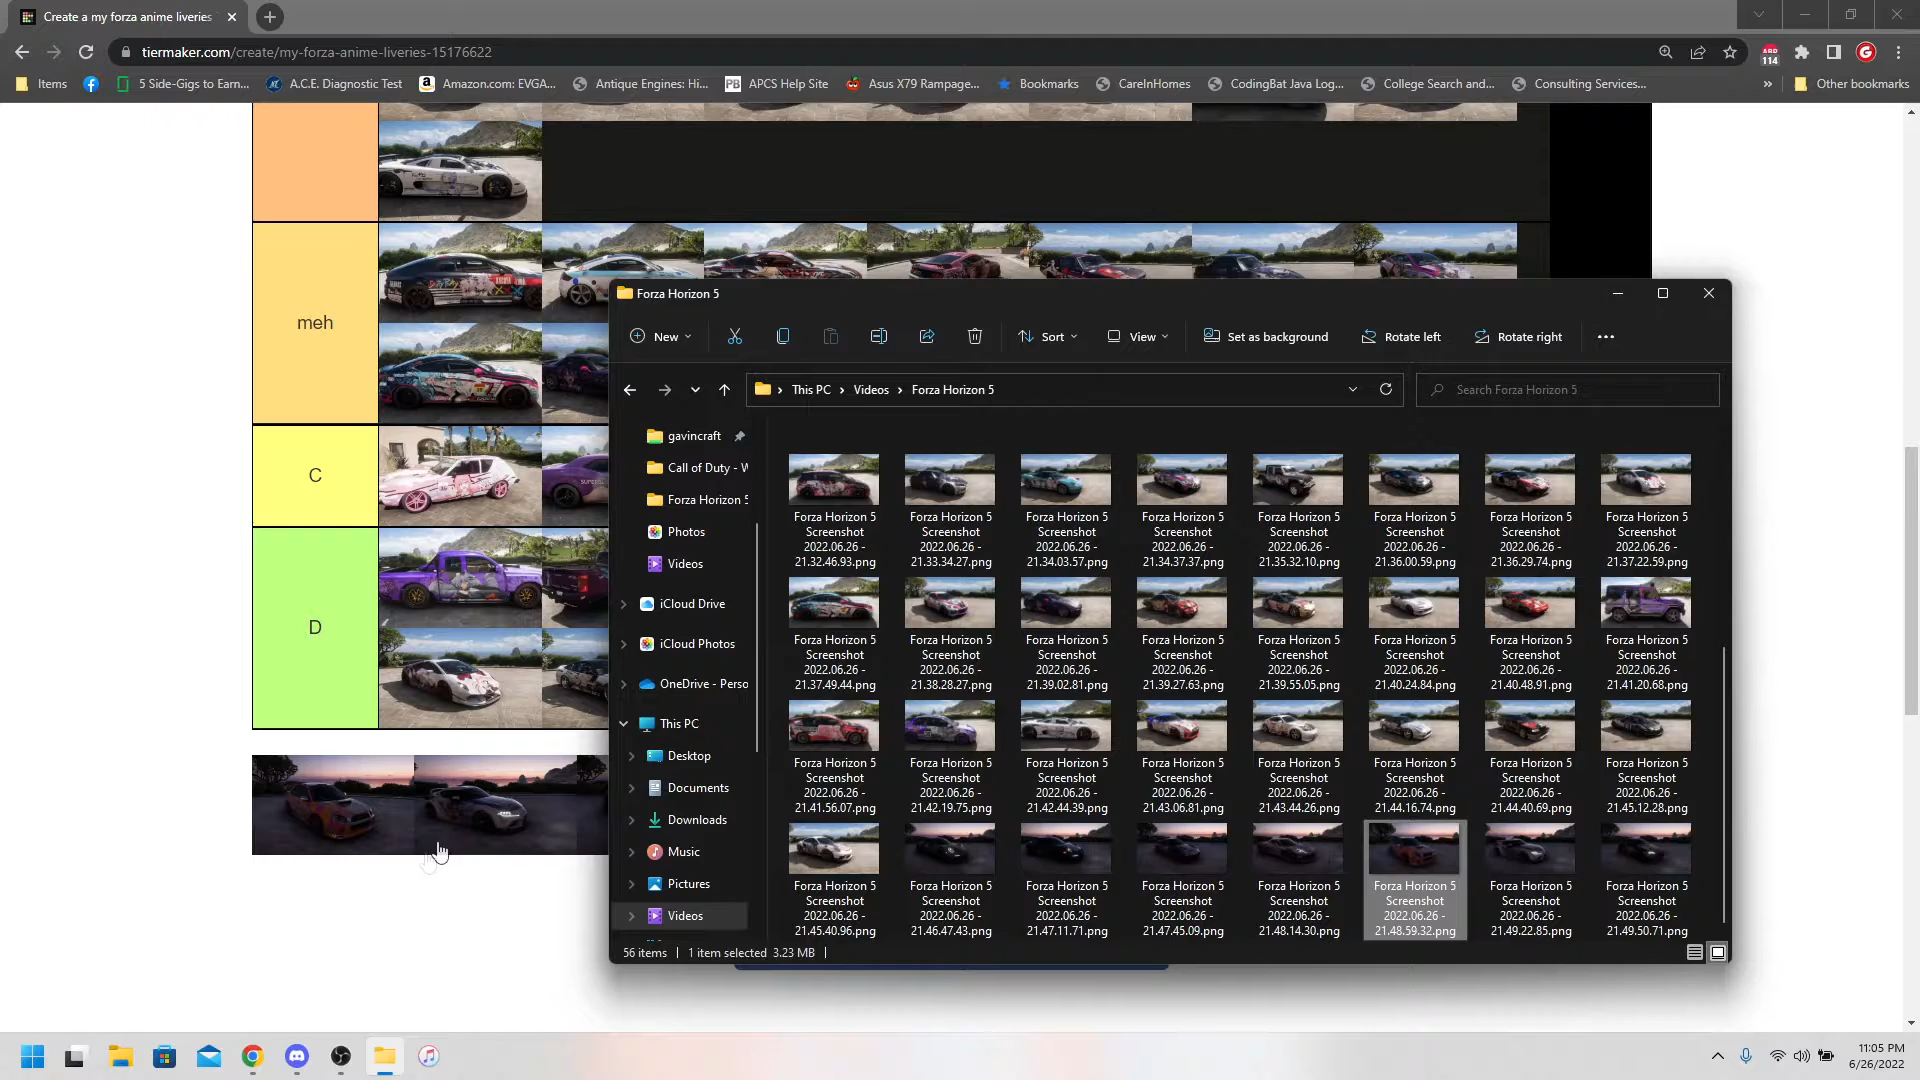 Create a my forza anime liveries
tiermaker.com/create/my-forza-anime-liveries-15176622
ABP
114
G
Items
5 Side-Gigs to Earn...
A.C.E. Diagnostic Test
Amazon.com: EVGA...
Antique Engines: Hi...
PB APCS Help Site
Asus X79 Rampage...
Bookmarks
CareInHomes
CodingBat Java Log...
College Search and...
Consulting Services...
Other bookmarks
meh
C
D
Forza Horizon 5
New
Sort
View
Set as background
Rotate left
Rotate right
This PC > Videos > Forza Horizon 5
Search Forza Horizon 5
gavincraft
Call of Duty - W
Forza Horizon 5
Photos
Videos
iCloud Drive
iCloud Photos
OneDrive - Perso
This PC
Desktop
Documents
Downloads
Music
Pictures
Videos
Forza Horizon 5 Screenshot 2022.06.26 - 21.32.46.93.png
Forza Horizon 5 Screenshot 2022.06.26 - 21.33.34.27.png
Forza Horizon 5 Screenshot 2022.06.26 - 21.34.03.57.png
Forza Horizon 5 Screenshot 2022.06.26 - 21.34.37.37.png
Forza Horizon 5 Screenshot 2022.06.26 - 21.35.32.10.png
Forza Horizon 5 Screenshot 2022.06.26 - 21.36.00.59.png
Forza Horizon 5 Screenshot 2022.06.26 - 21.36.29.74.png
Forza Horizon 5 Screenshot 2022.06.26 - 21.37.22.59.png
Forza Horizon 5 Screenshot 2022.06.26 - 21.37.49.44.png
Forza Horizon 5 Screenshot 2022.06.26 - 21.38.28.27.png
Forza Horizon 5 Screenshot 2022.06.26 - 21.39.02.81.png
Forza Horizon 5 Screenshot 2022.06.26 - 21.39.27.63.png
Forza Horizon 5 Screenshot 2022.06.26 - 21.39.55.05.png
Forza Horizon 5 Screenshot 2022.06.26 - 21.40.24.84.png
Forza Horizon 5 Screenshot 2022.06.26 - 21.40.48.91.png
Forza Horizon 5 Screenshot 2022.06.26 - 21.41.20.68.png
Forza Horizon 5 Screenshot 2022.06.26 - 21.41.56.07.png
Forza Horizon 5 Screenshot 2022.06.26 - 21.42.19.75.png
Forza Horizon 5 Screenshot 2022.06.26 - 21.42.44.39.png
Forza Horizon 5 Screenshot 2022.06.26 - 21.43.06.81.png
Forza Horizon 5 Screenshot 2022.06.26 - 21.43.44.26.png
Forza Horizon 5 Screenshot 2022.06.26 - 21.44.16.74.png
Forza Horizon 5 Screenshot 2022.06.26 - 21.44.40.69.png
Forza Horizon 5 Screenshot 2022.06.26 - 21.45.12.28.png
Forza Horizon 5 Screenshot 2022.06.26 - 21.45.40.96.png
Forza Horizon 5 Screenshot 2022.06.26 - 21.46.47.43.png
Forza Horizon 5 Screenshot 2022.06.26 - 21.47.11.71.png
Forza Horizon 5 Screenshot 2022.06.26 - 21.47.45.09.png
Forza Horizon 5 Screenshot 2022.06.26 - 21.48.14.30.png
Forza Horizon 5 Screenshot 2022.06.26 - 21.48.59.32.png
Forza Horizon 5 Screenshot 2022.06.26 - 21.49.22.85.png
Forza Horizon 5 Screenshot 2022.06.26 - 21.49.50.71.png
56 items
1 item selected 3.23 MB
11:05 PM
6/26/2022